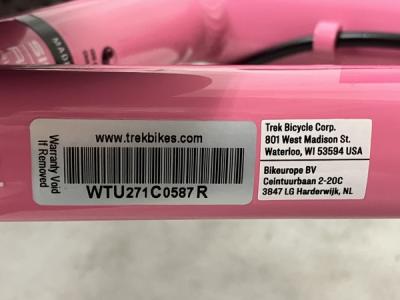 www.trekbikes.com
Warranty Void
If Removed
WTU271C0587R
Trek Bicycle Corp.
801 West Madison St.
Waterloo, WI 53594 USA
Bikeurope BV
Ceintuurbaan 2-20C
3847 LG Harderwijk, NL